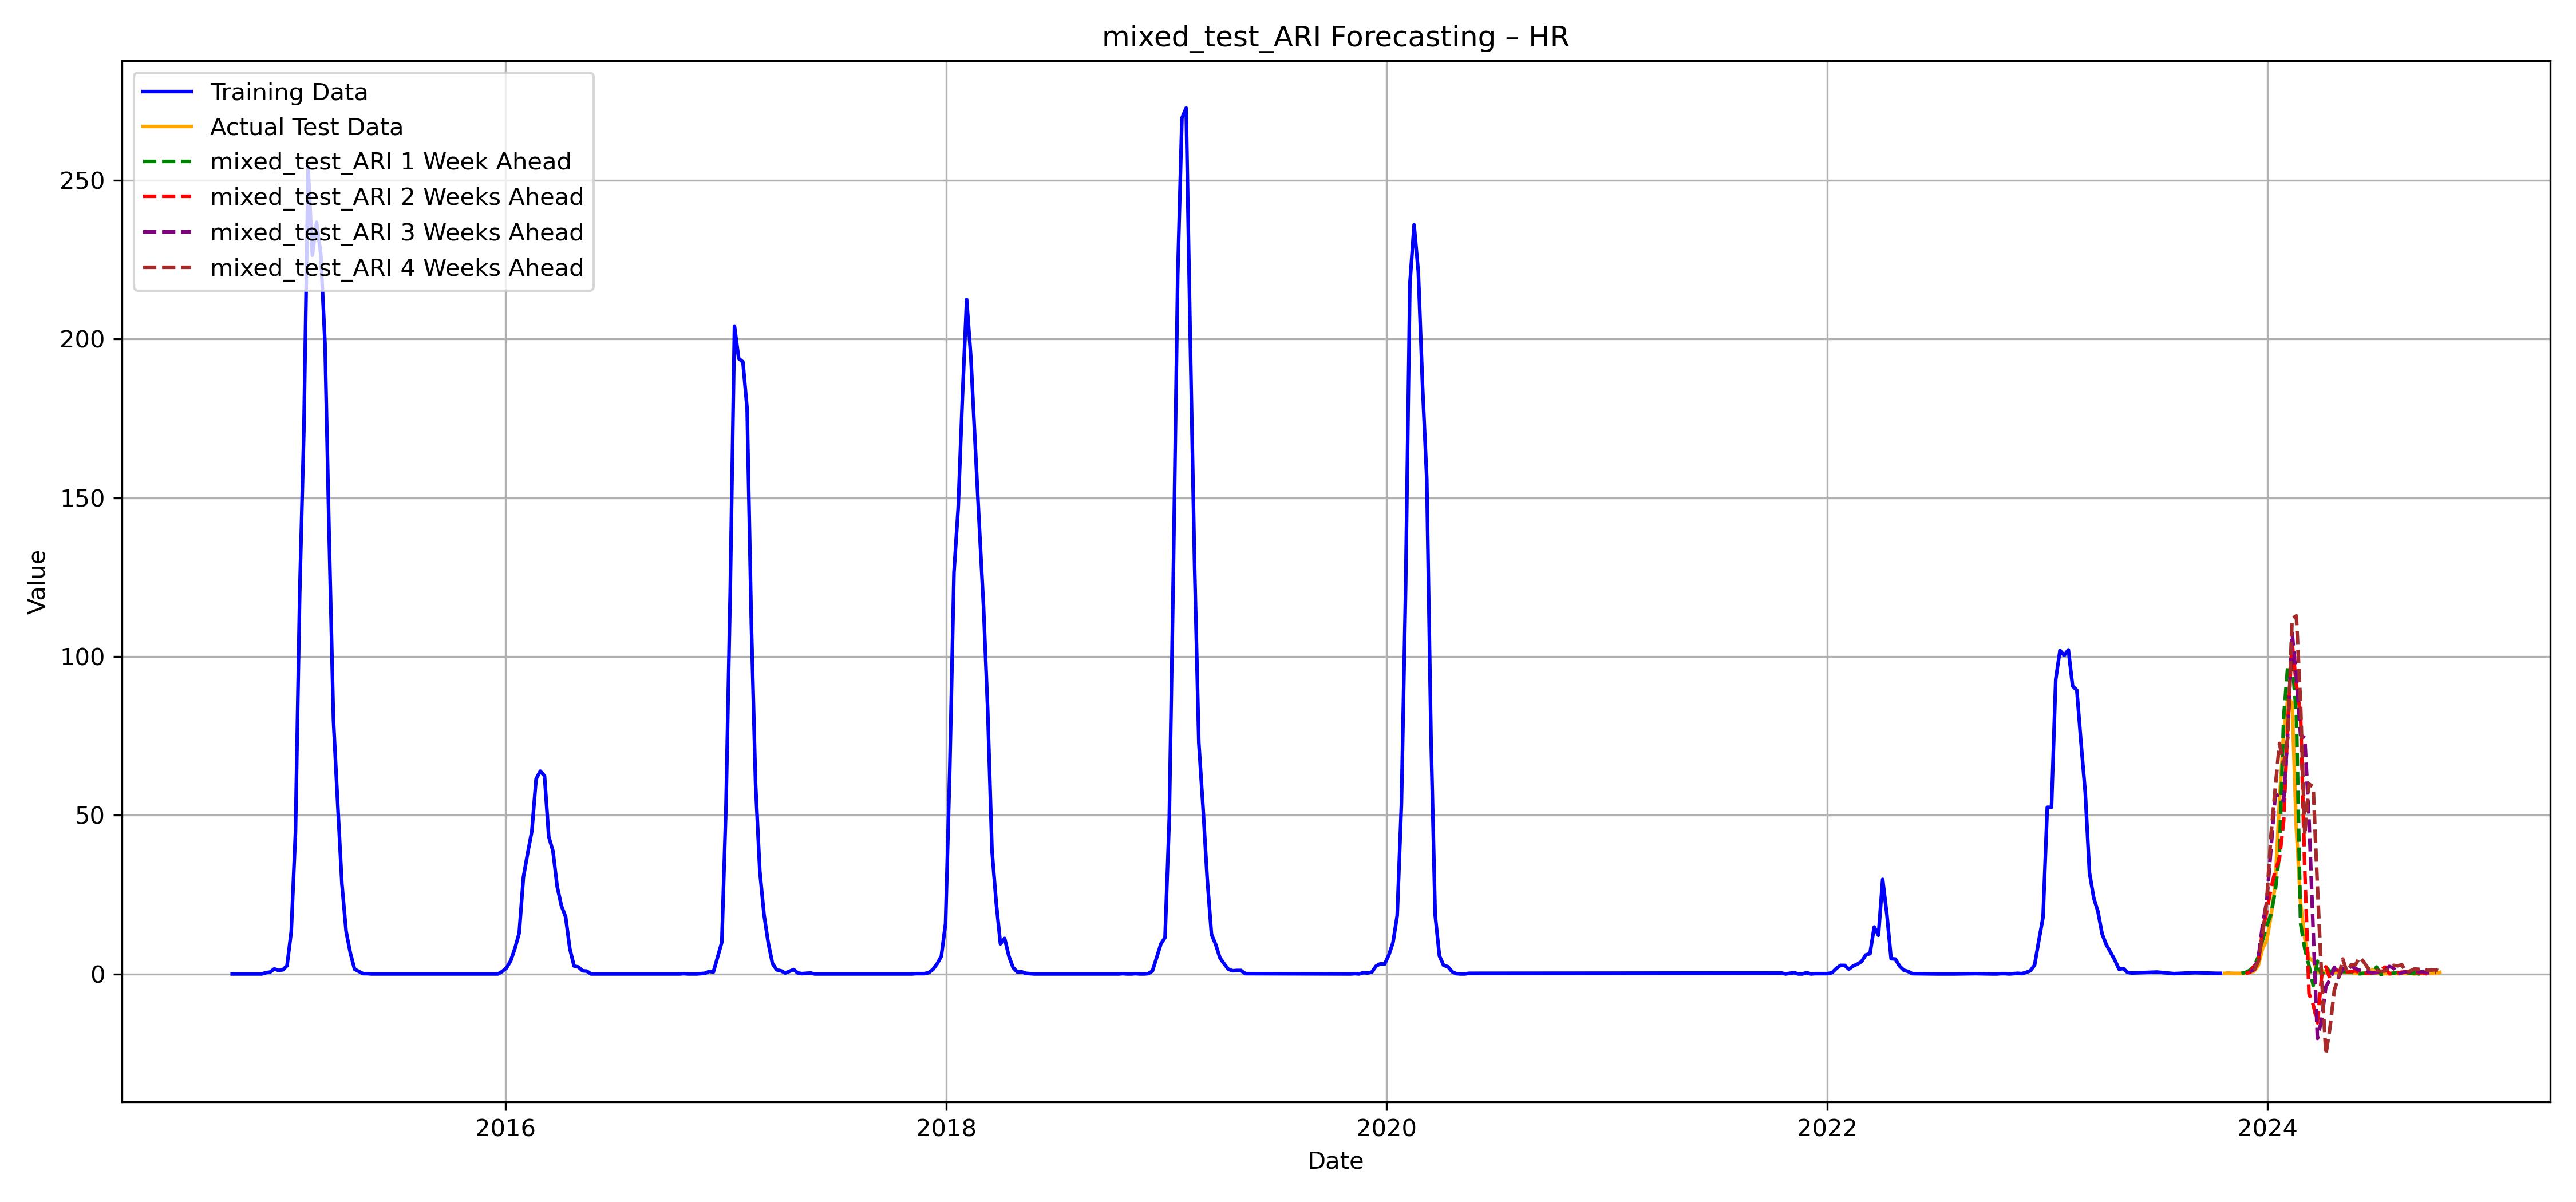 mixed_test_ARI Forecasting – HR
Training Data
Actual Test Data
mixed_test_ARI 1 Week Ahead
mixed_test_ARI 2 Weeks Ahead
mixed_test_ARI 3 Weeks Ahead
mixed_test_ARI 4 Weeks Ahead
250
200
150
100
50
0
Value
2016
2018
2020
2022
2024
Date